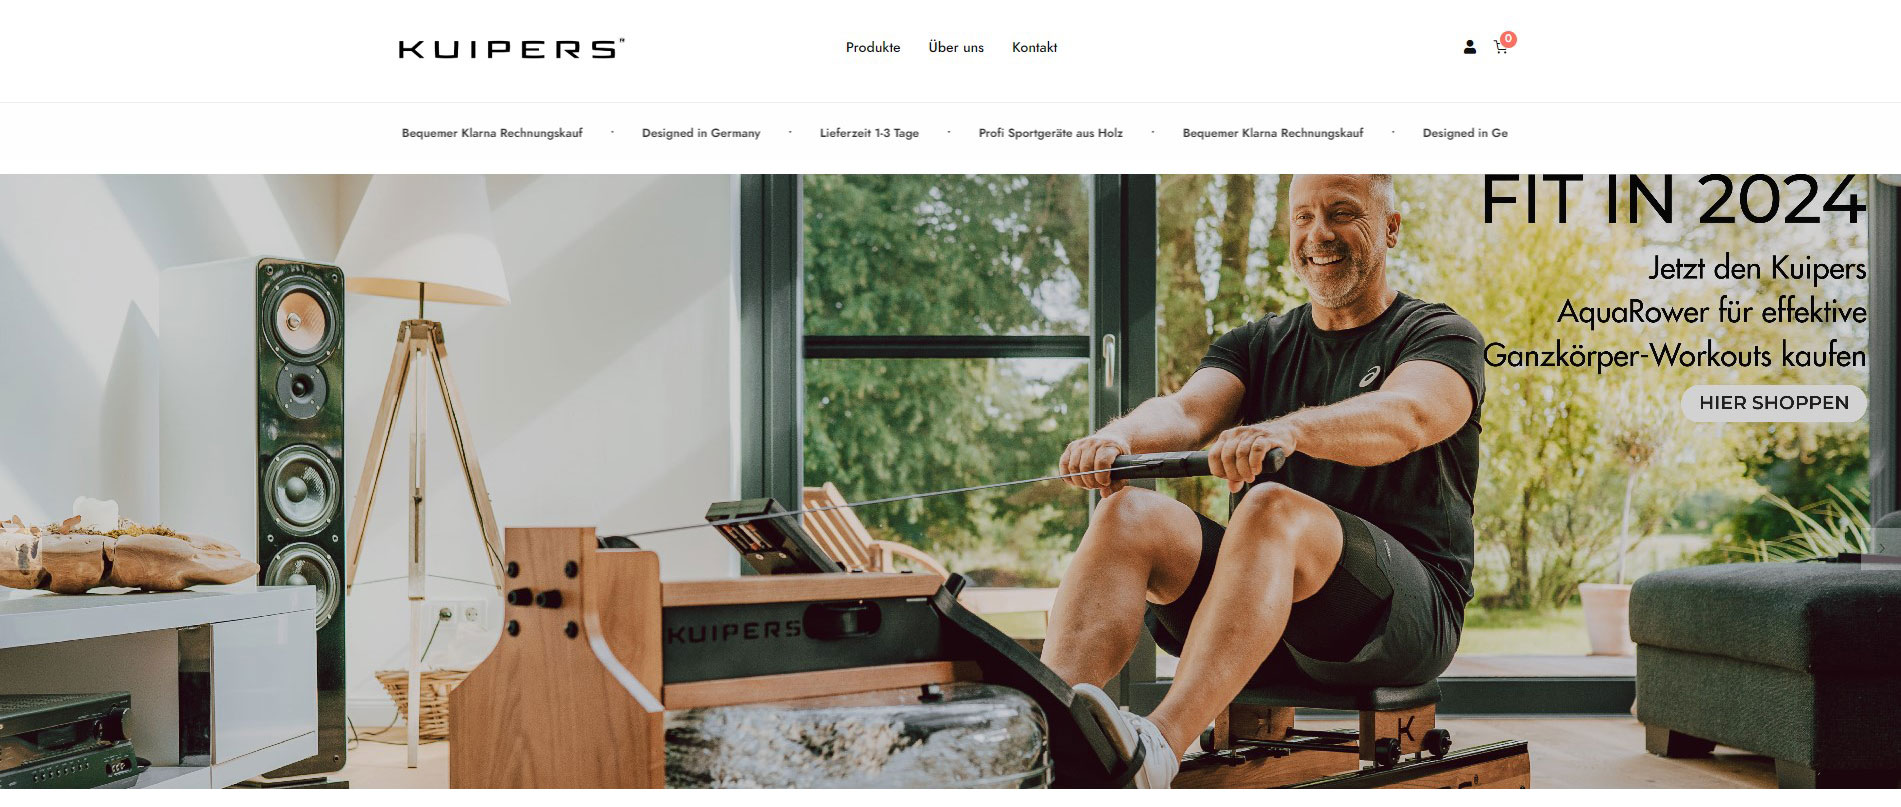 KUIPERS
Produkte Über uns Kontakt
0
Bequemer Klarna Rechnungskauf · Designed in Germany · Lieferzeit 1-3 Tage · Profi Sportgeräte aus Holz · Bequemer Klarna Rechnungskauf · Designed in Ge
FIT IN 2024
Jetzt den Kuipers
AquaRower für effektive
Ganzkörper-Workouts kaufen
HIER SHOPPEN
KUIPERS
K